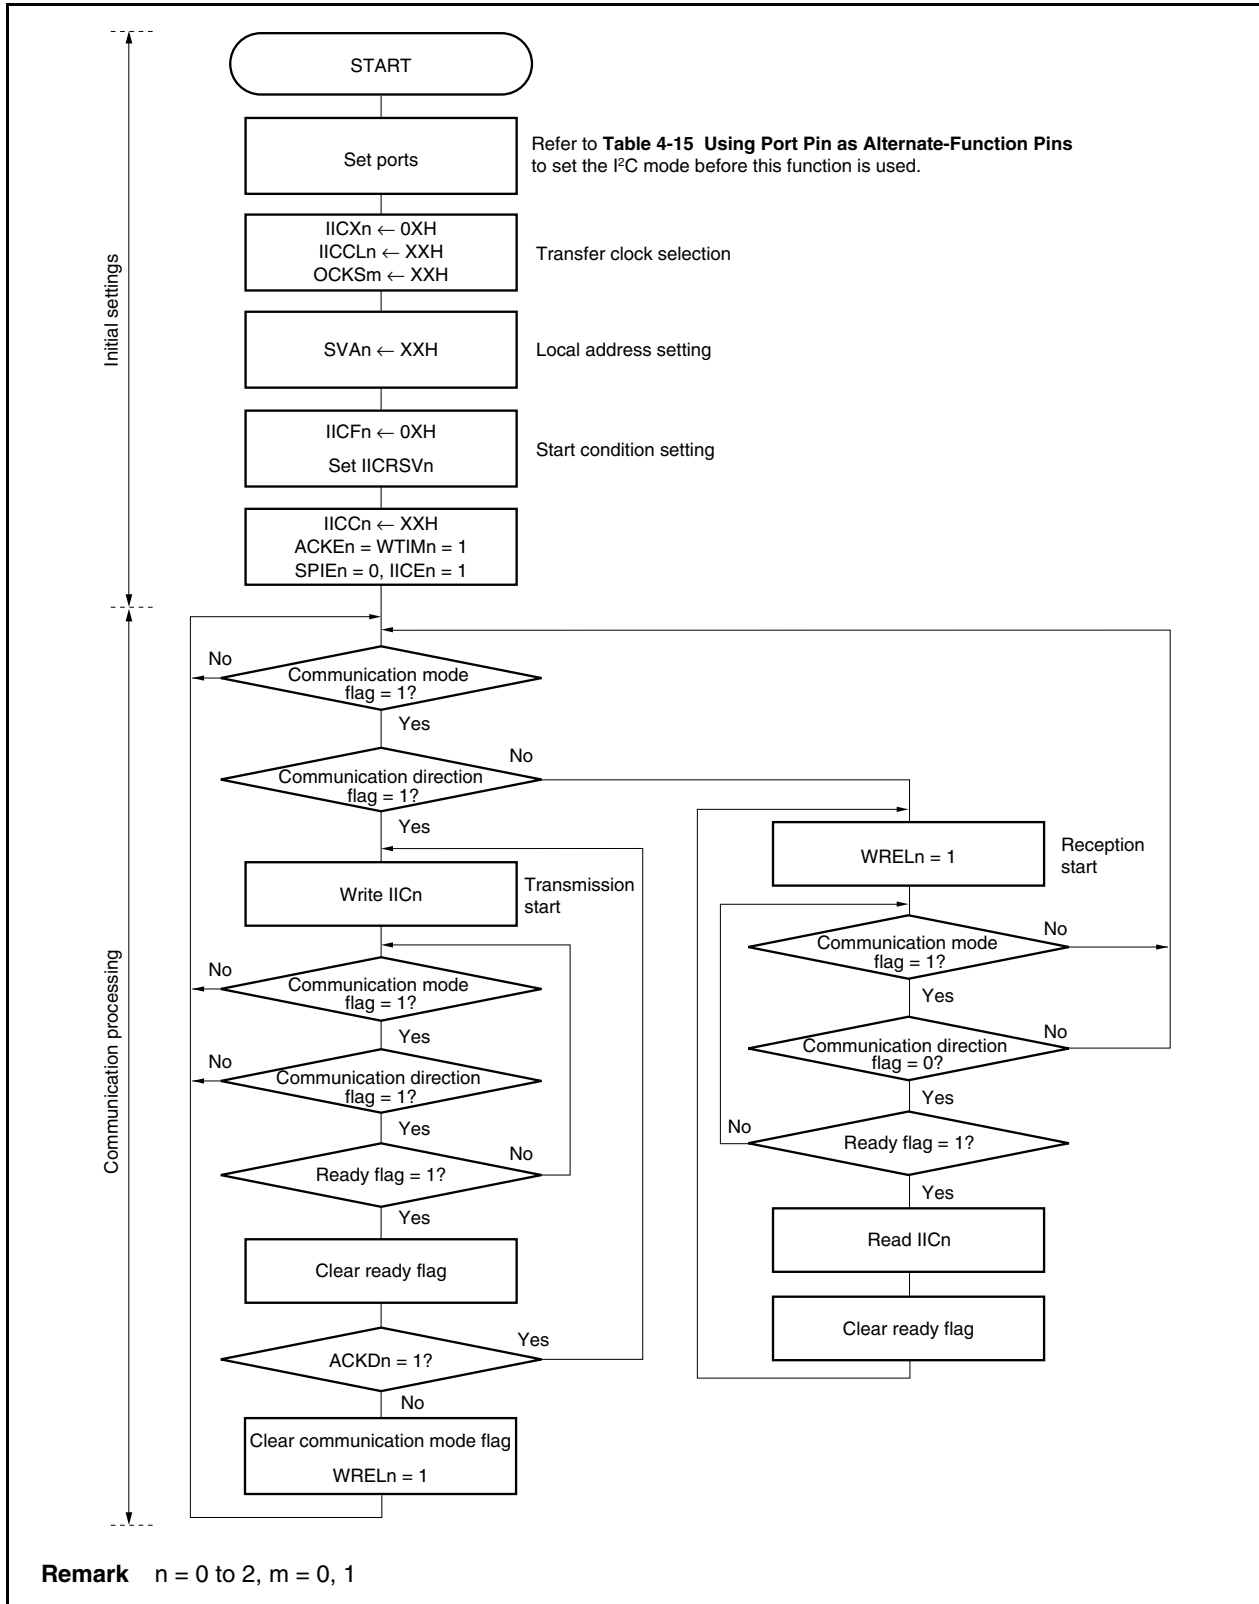 START
Set ports
Refer to Table 4-15 Using Port Pin as Alternate-Function Pins
to set the I²C mode before this function is used.
IICXn ← 0XH
IICCLn ← XXH
OCKSm ← XXH
Transfer clock selection
Initial settings
SVAn ← XXH
Local address setting
IICFn ← 0XH
Set IICRSVn
Start condition setting
IICCn ← XXH
ACKEn = WTIMn = 1
SPIEn = 0, IICEn = 1
No
Communication mode
flag = 1?
Yes
No
Communication direction
flag = 1?
Yes
Write IICn
Transmission
start
No
Communication mode
flag = 1?
Yes
No
Communication direction
flag = 1?
Yes
No
Ready flag = 1?
Yes
Clear ready flag
Yes
ACKDn = 1?
No
Clear communication mode flag
WRELn = 1
Communication processing
WRELn = 1
Reception
start
No
Communication mode
flag = 1?
Yes
No
Communication direction
flag = 0?
Yes
No
Ready flag = 1?
Yes
Read IICn
Clear ready flag
Remark n = 0 to 2, m = 0, 1